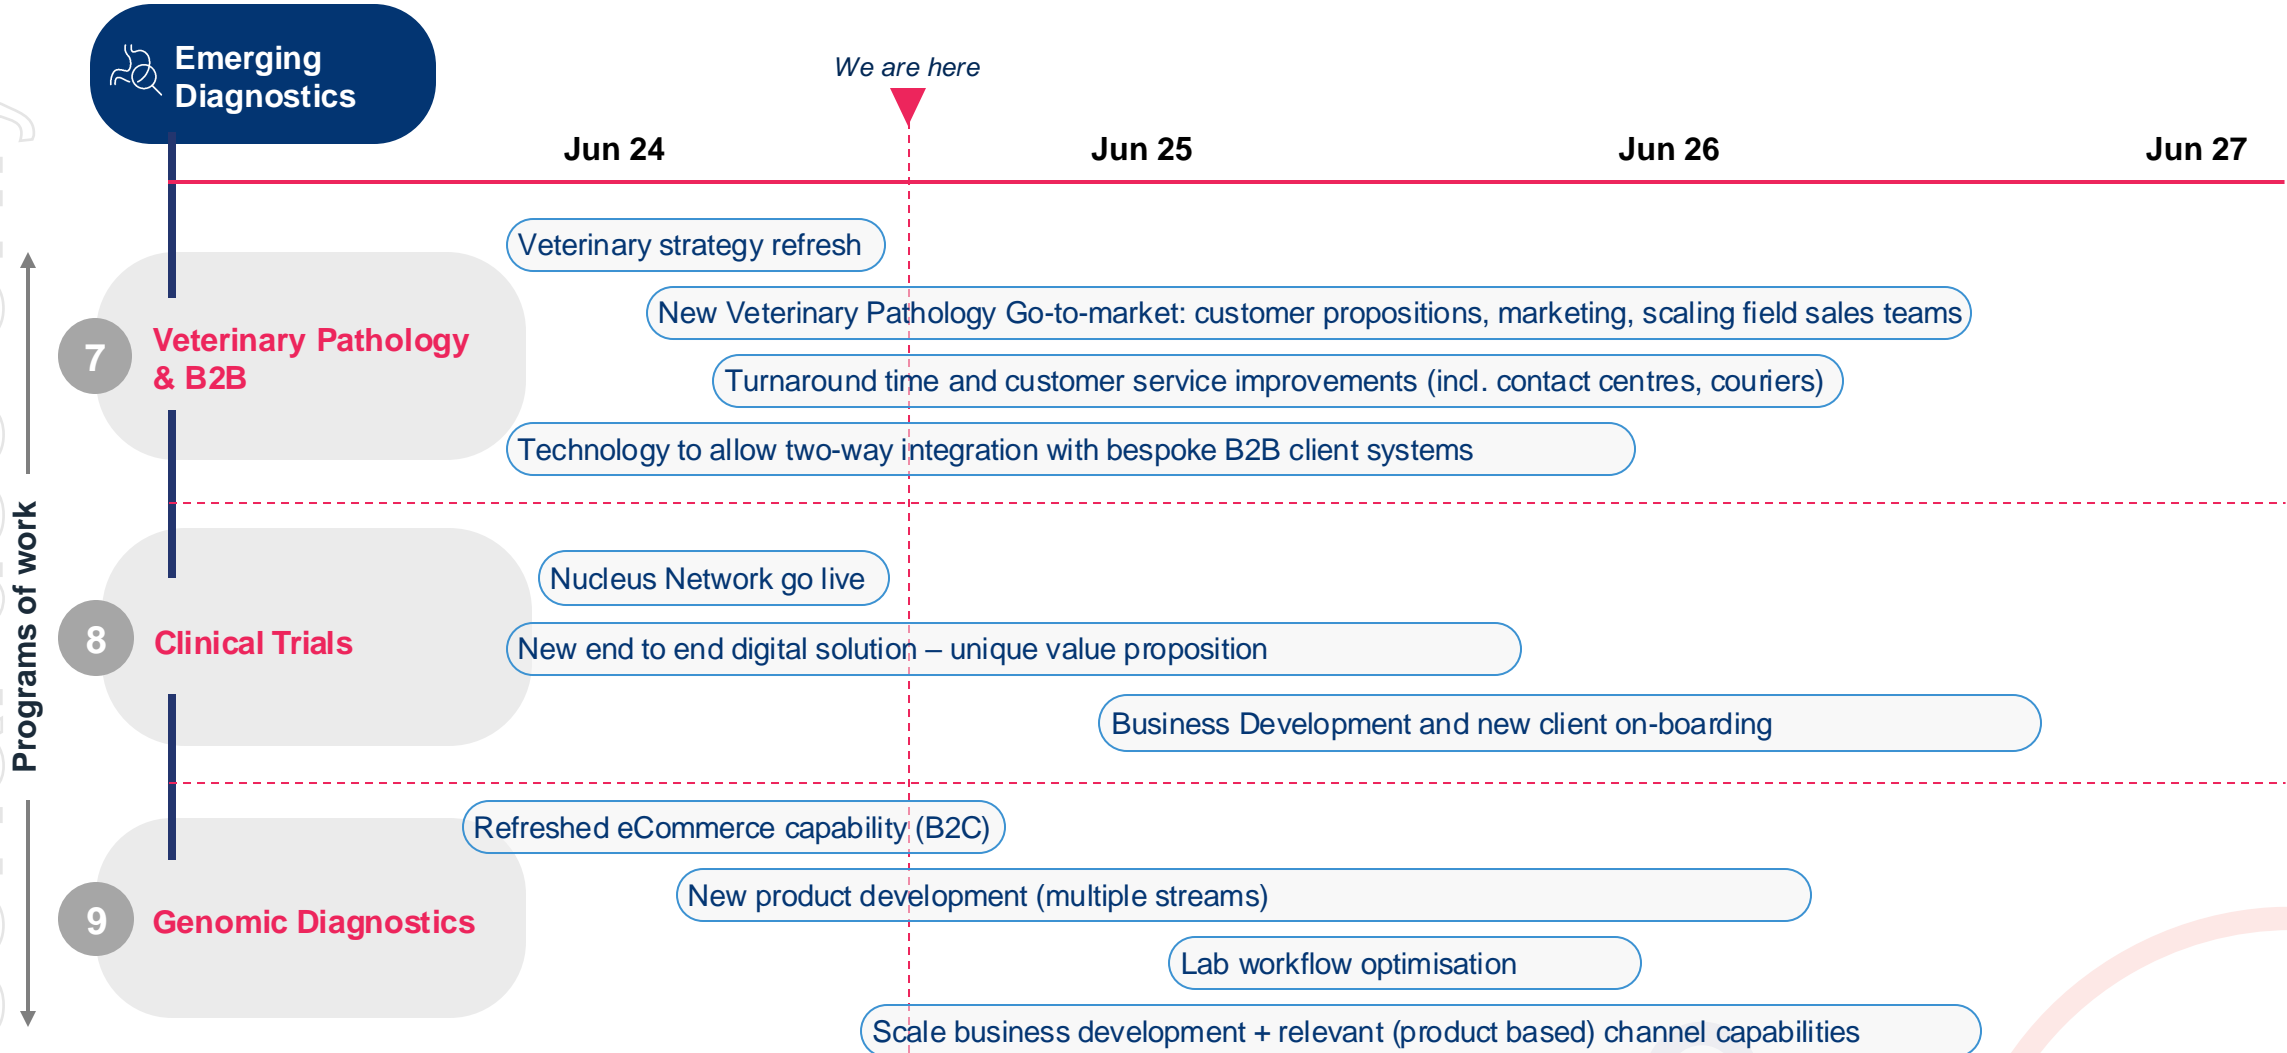 Emerging
Diagnostics
We are here
Jun 24
Jun 25
Jun 26
Jun 27
Programs of work
7
Veterinary Pathology
& B2B
Veterinary strategy refresh
New Veterinary Pathology Go-to-market: customer propositions, marketing, scaling field sales teams
Turnaround time and customer service improvements (incl. contact centres, couriers)
Technology to allow two-way integration with bespoke B2B client systems
8
Clinical Trials
Nucleus Network go live
New end to end digital solution – unique value proposition
Business Development and new client on-boarding
9
Genomic Diagnostics
Refreshed eCommerce capability (B2C)
New product development (multiple streams)
Lab workflow optimisation
Scale business development + relevant (product based) channel capabilities